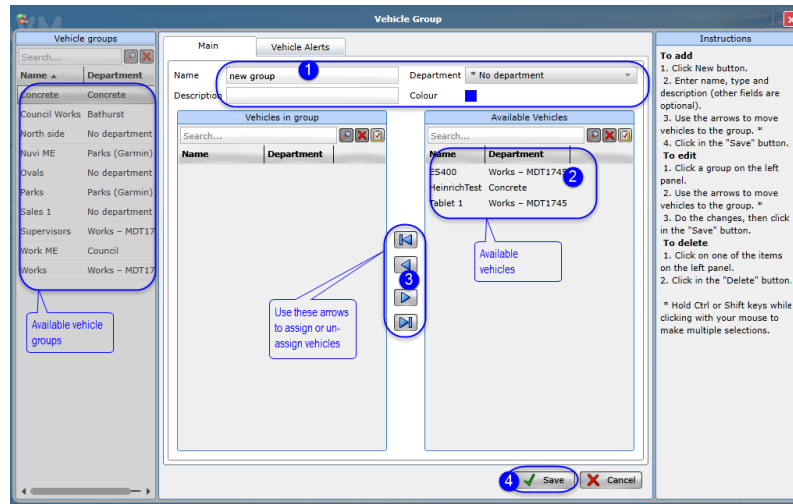 Vehicle Group
Vehicle groups
Search...
Name Department
Concrete Concrete
Council Works Bathurst
North side No department
Nuvi ME Parks (Garmin)
Ovals No department
Parks Parks (Garmin)
Sales 1 No department
Supervisors Works – MDT17
Work ME Council
Works Works – MDT17
Available vehicle
groups
Main Vehicle Alerts
Name new group 1 Department * No department
Description Colour
Vehicles in group
Search...
Name Department
Use these arrows
to assign or un-
assign vehicles
3
Available Vehicles
Search...
Name Department
ES400 Works – MDT1745
2
HeinrichTest Concrete
Tablet 1 Works – MDT1745
Available
vehicles
4 Save Cancel
Instructions
To add
1. Click New button.
2. Enter name, type and
description (other fields are
optional).
3. Use the arrows to move
vehicles to the group. *
4. Click in the "Save" button.
To edit
1. Click a group on the left
panel.
2. Use the arrows to move
vehicles to the group. *
3. Do the changes, then click
in the "Save" button.
To delete
1. Click on one of the items
on the left panel.
2. Click in the "Delete" button.
* Hold Ctrl or Shift keys while
clicking with your mouse to
make multiple selections.